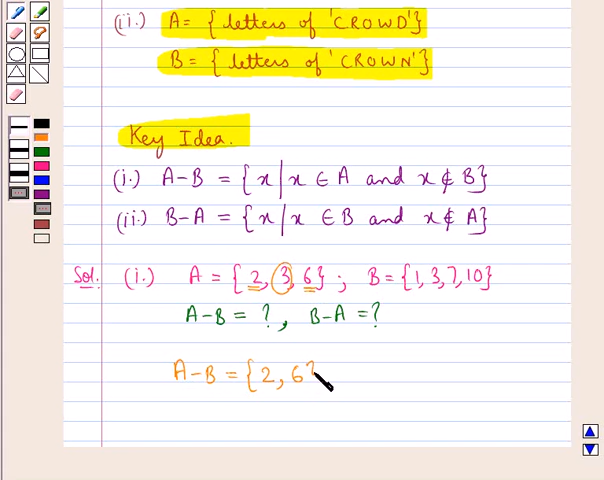 (ii.) A = { letters of 'CROWD'}
B = { letters of 'CROWN'}
Key Idea.
(i.) A-B = {x|x ∈ A and x ∉ B}
(ii.) B-A = {x|x ∈ B and x ∉ A}
Sol. (i.) A = { 2, 3, 6} ; B = {1, 3, 7, 10}
A-B = ? , B-A = ?
A-B = { 2, 6}